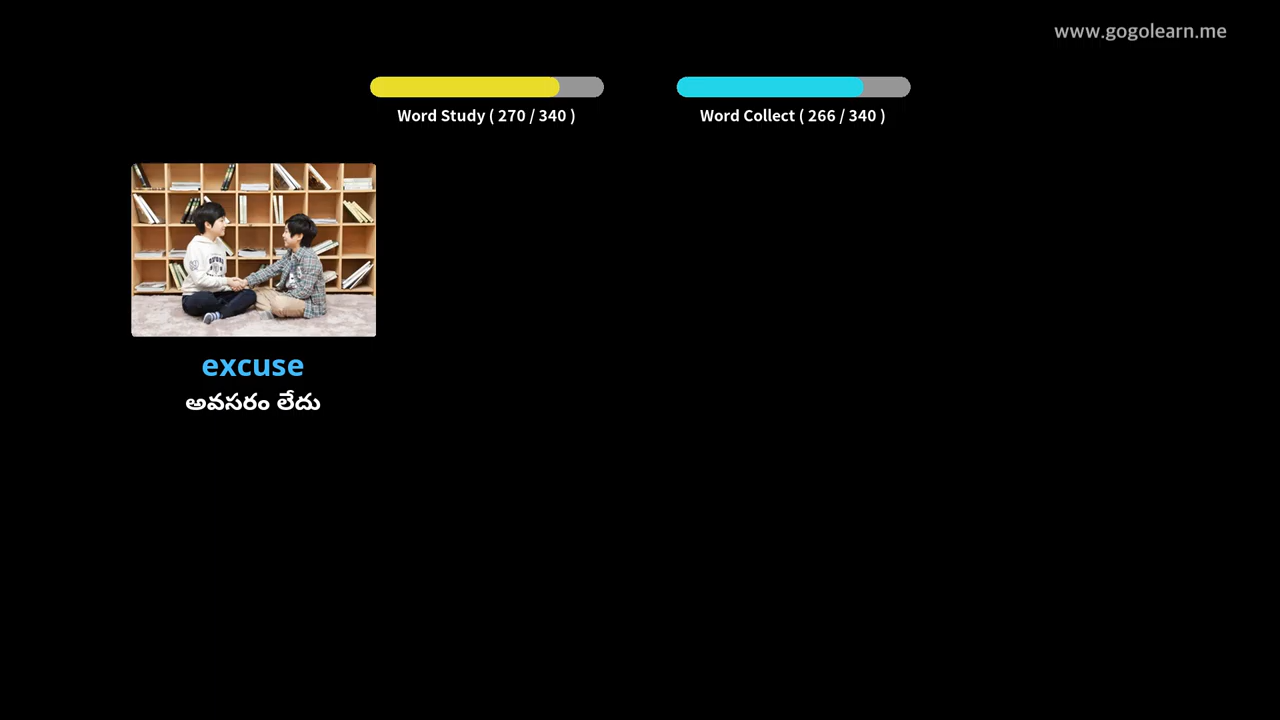 www.gogolearn.me
Word Study ( 270 / 340 )
Word Collect ( 266 / 340 )
excuse
అవసరం లేదు